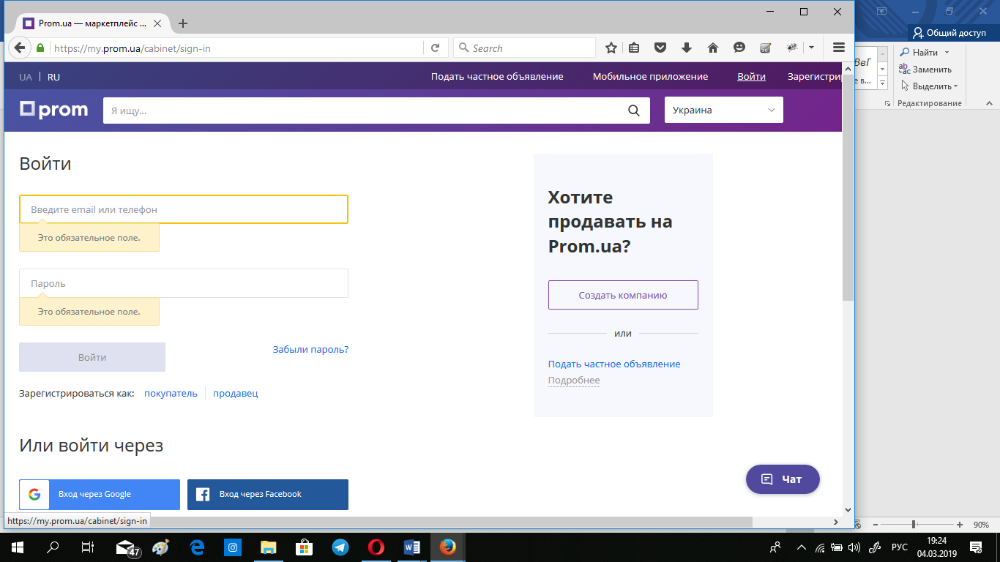 Prom.ua — маркетплейс ...
https://my.prom.ua/cabinet/sign-in
Search
Общий доступ
Найти
Заменить
Выделить
Редактирование
ВвГ
е в...
UA
RU
Подать частное объявление
Мобильное приложение
Войти
Зарегистри
prom
Я ищу...
Украина
Войти
Введите email или телефон
Это обязательное поле.
Пароль
Это обязательное поле.
Войти
Забыли пароль?
Зарегистрироваться как:
покупатель
продавец
Или войти через
Вход через Google
Вход через Facebook
Хотите
продавать на
Prom.ua?
Создать компанию
или
Подать частное объявление
Подробнее
Чат
https://my.prom.ua/cabinet/sign-in
90%
47
РУС
19:24
04.03.2019